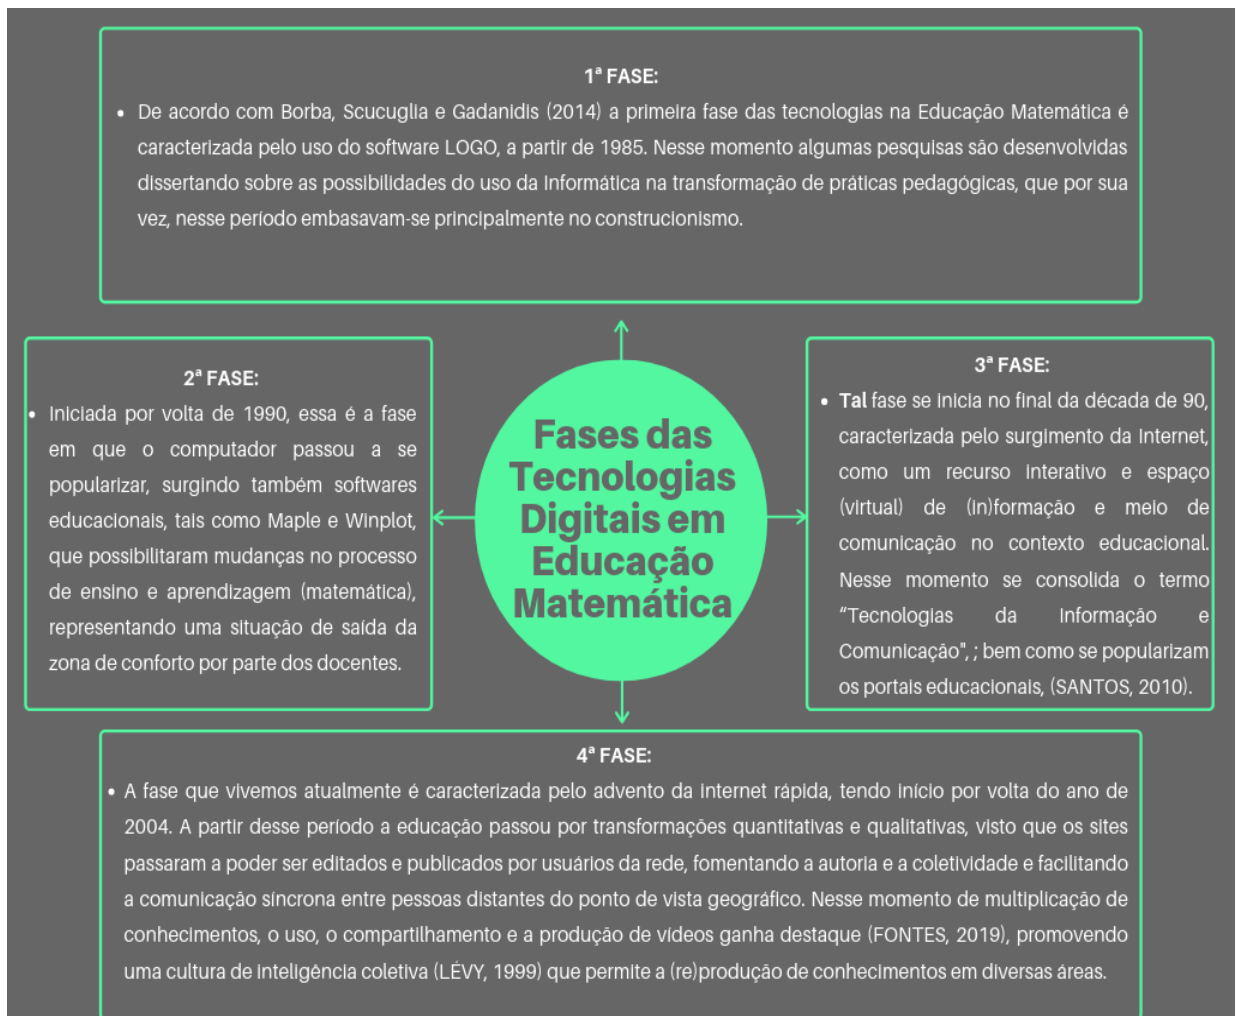 1ª FASE:
• De acordo com Borba, Scucuglia e Gadanidis (2014) a primeira fase das tecnologias na Educação Matemática é
caracterizada pelo uso do software LOGO, a partir de 1985. Nesse momento algumas pesquisas são desenvolvidas
dissertando sobre as possibilidades do uso da Informática na transformação de práticas pedagógicas, que por sua
vez, nesse período embasavam-se principalmente no construcionismo.
2ª FASE:
• Iniciada por volta de 1990, essa é a fase
em que o computador passou a se
popularizar, surgindo também softwares
educacionais, tais como Maple e Winplot,
que possibilitaram mudanças no processo
de ensino e aprendizagem (matemática),
representando uma situação de saída da
zona de conforto por parte dos docentes.
Fases das
Tecnologias
Digitais em
Educação
Matemática
3ª FASE:
• Tal fase se inicia no final da década de 90,
caracterizada pelo surgimento da Internet,
como um recurso interativo e espaço
(virtual) de (in)formação e meio de
comunicação no contexto educacional.
Nesse momento se consolida o termo
“Tecnologias da Informação e
Comunicação", ; bem como se popularizam
os portais educacionais, (SANTOS, 2010).
4ª FASE:
• A fase que vivemos atualmente é caracterizada pelo advento da internet rápida, tendo início por volta do ano de
2004. A partir desse período a educação passou por transformações quantitativas e qualitativas, visto que os sites
passaram a poder ser editados e publicados por usuários da rede, fomentando a autoria e a coletividade e facilitando
a comunicação síncrona entre pessoas distantes do ponto de vista geográfico. Nesse momento de multiplicação de
conhecimentos, o uso, o compartilhamento e a produção de vídeos ganha destaque (FONTES, 2019), promovendo
uma cultura de inteligência coletiva (LÉVY, 1999) que permite a (re)produção de conhecimentos em diversas áreas.